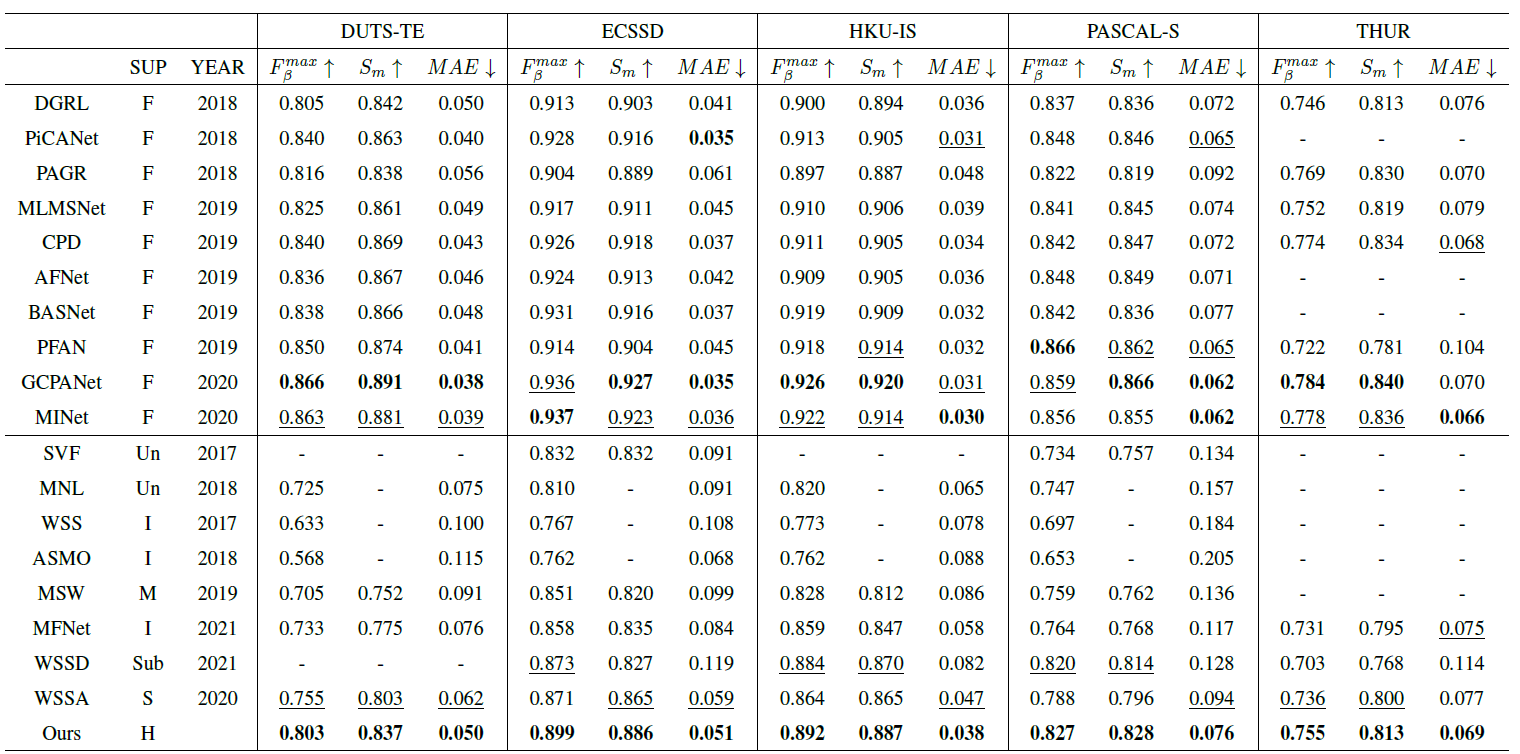 DUTS-TE ECSSD HKU-IS PASCAL-S THUR
SUP YEAR F_β^max ↑ S_m ↑ MAE ↓ F_β^max ↑ S_m ↑ MAE ↓ F_β^max ↑ S_m ↑ MAE ↓ F_β^max ↑ S_m ↑ MAE ↓ F_β^max ↑ S_m ↑ MAE ↓
DGRL F 2018 0.805 0.842 0.050 0.913 0.903 0.041 0.900 0.894 0.036 0.837 0.836 0.072 0.746 0.813 0.076
PiCANet F 2018 0.840 0.863 0.040 0.928 0.916 0.035 0.913 0.905 0.031 0.848 0.846 0.065 - - -
PAGR F 2018 0.816 0.838 0.056 0.904 0.889 0.061 0.897 0.887 0.048 0.822 0.819 0.092 0.769 0.830 0.070
MLMSNet F 2019 0.825 0.861 0.049 0.917 0.911 0.045 0.910 0.906 0.039 0.841 0.845 0.074 0.752 0.819 0.079
CPD F 2019 0.840 0.869 0.043 0.926 0.918 0.037 0.911 0.905 0.034 0.842 0.847 0.072 0.774 0.834 0.068
AFNet F 2019 0.836 0.867 0.046 0.924 0.913 0.042 0.909 0.905 0.036 0.848 0.849 0.071 - - -
BASNet F 2019 0.838 0.866 0.048 0.931 0.916 0.037 0.919 0.909 0.032 0.842 0.836 0.077 - - -
PFAN F 2019 0.850 0.874 0.041 0.914 0.904 0.045 0.918 0.914 0.032 0.866 0.862 0.065 0.722 0.781 0.104
GCPANet F 2020 0.866 0.891 0.038 0.936 0.927 0.035 0.926 0.920 0.031 0.859 0.866 0.062 0.784 0.840 0.070
MINet F 2020 0.863 0.881 0.039 0.937 0.923 0.036 0.922 0.914 0.030 0.856 0.855 0.062 0.778 0.836 0.066
SVF Un 2017 - - - 0.832 0.832 0.091 - - - 0.734 0.757 0.134 - - -
MNL Un 2018 0.725 - 0.075 0.810 - 0.091 0.820 - 0.065 0.747 - 0.157 - - -
WSS I 2017 0.633 - 0.100 0.767 - 0.108 0.773 - 0.078 0.697 - 0.184 - - -
ASMO I 2018 0.568 - 0.115 0.762 - 0.068 0.762 - 0.088 0.653 - 0.205 - - -
MSW M 2019 0.705 0.752 0.091 0.851 0.820 0.099 0.828 0.812 0.086 0.759 0.762 0.136 - - -
MFNet I 2021 0.733 0.775 0.076 0.858 0.835 0.084 0.859 0.847 0.058 0.764 0.768 0.117 0.731 0.795 0.075
WSSD Sub 2021 - - - 0.873 0.827 0.119 0.884 0.870 0.082 0.820 0.814 0.128 0.703 0.768 0.114
WSSA S 2020 0.755 0.803 0.062 0.871 0.865 0.059 0.864 0.865 0.047 0.788 0.796 0.094 0.736 0.800 0.077
Ours H 0.803 0.837 0.050 0.899 0.886 0.051 0.892 0.887 0.038 0.827 0.828 0.076 0.755 0.813 0.069